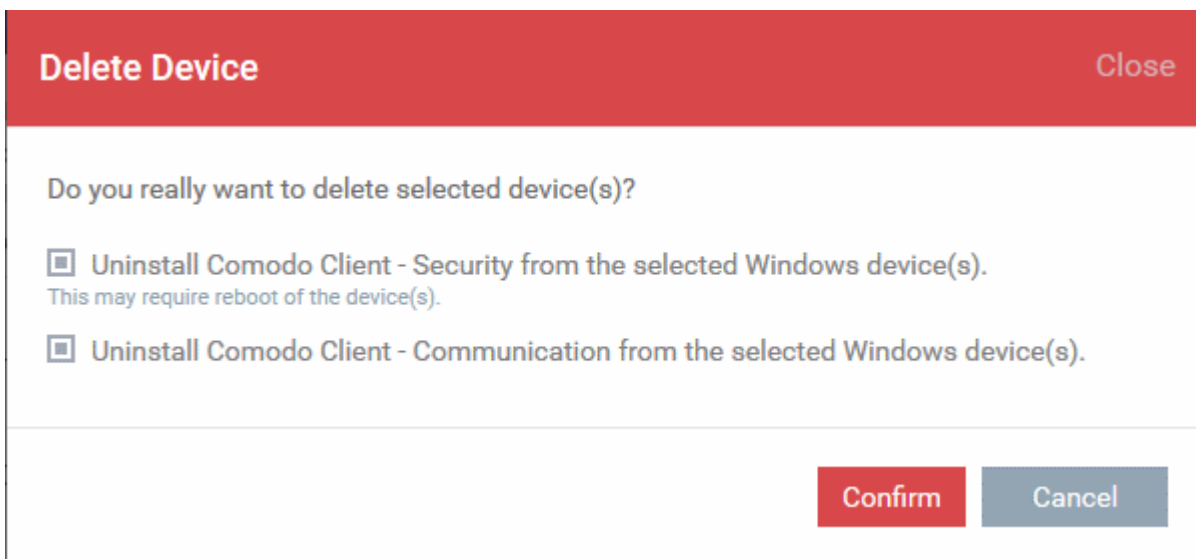 Delete Device
Close
Do you really want to delete selected device(s)?
Uninstall Comodo Client - Security from the selected Windows device(s).
This may require reboot of the device(s).
Uninstall Comodo Client - Communication from the selected Windows device(s).
Confirm
Cancel